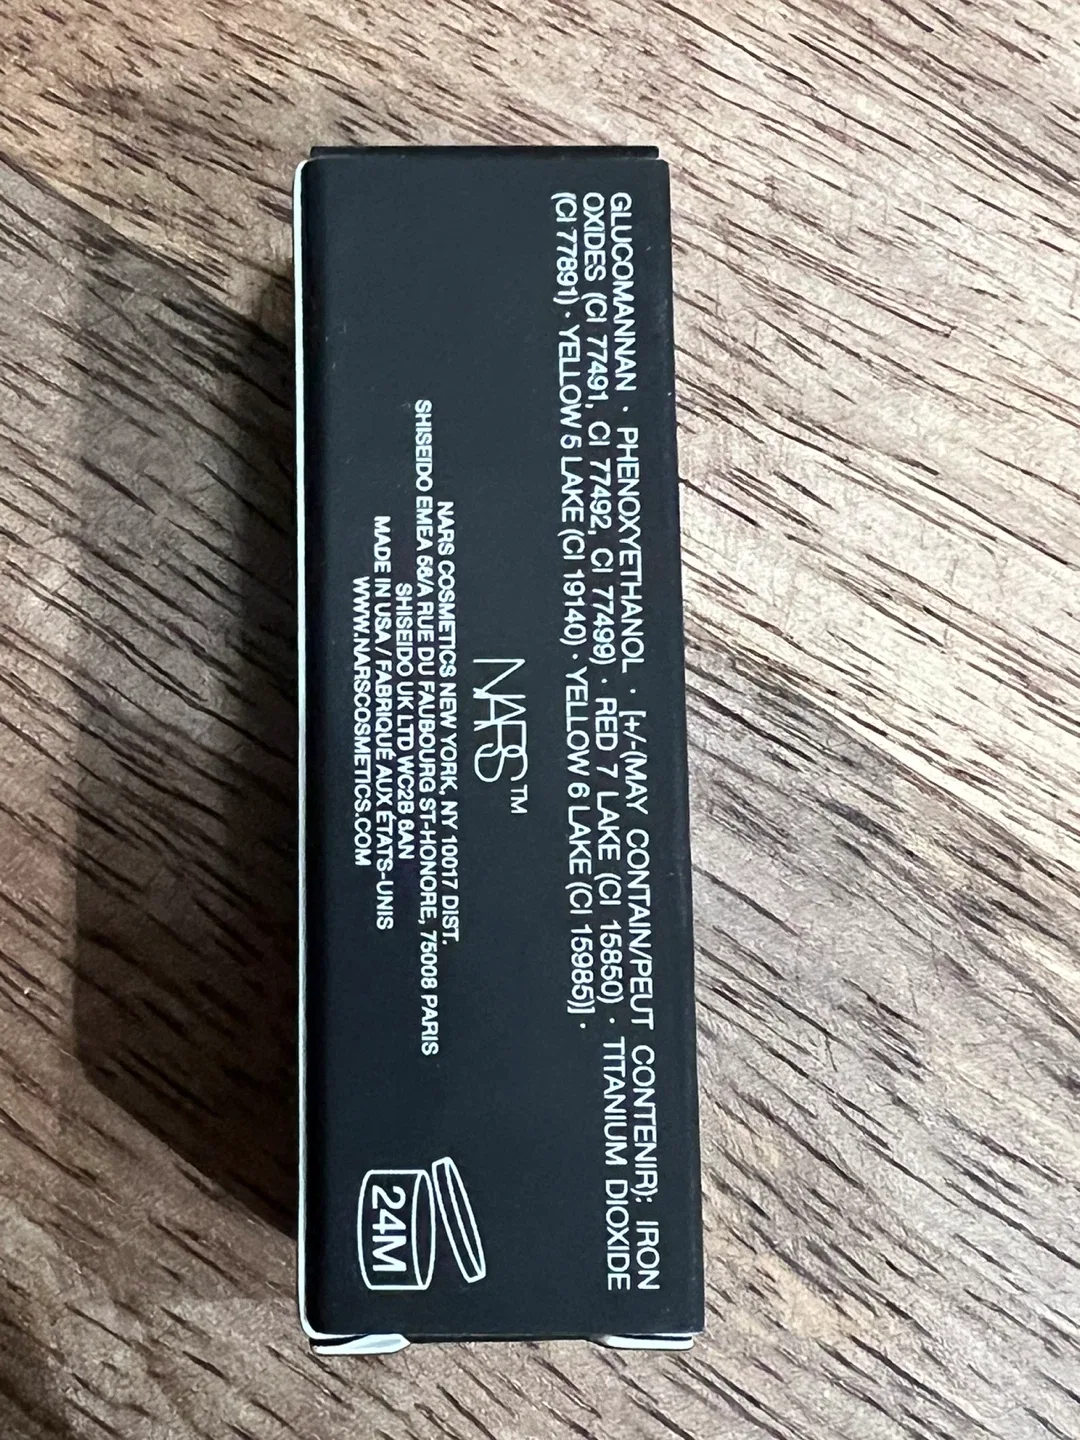 GLUCOMANNAN · PHENOXYETHANOL · [+/-(MAY CONTAIN/PEUT CONTENIR): IRON
OXIDES (CI 77491, CI 77492, CI 77499) · RED 7 LAKE (CI 15850) · TITANIUM DIOXIDE
(CI 77891) · YELLOW 5 LAKE (CI 19140) · YELLOW 6 LAKE (CI 15985)] ·
NARS™
NARS COSMETICS NEW YORK, NY 10017 DIST.
SHISEIDO EMEA 56/A RUE DU FAUBOURG ST-HONORE, 75008 PARIS
SHISEIDO UK LTD WC2B 6AN
MADE IN USA / FABRIQUÉ AUX ÉTATS-UNIS
WWW.NARSCOSMETICS.COM
24M